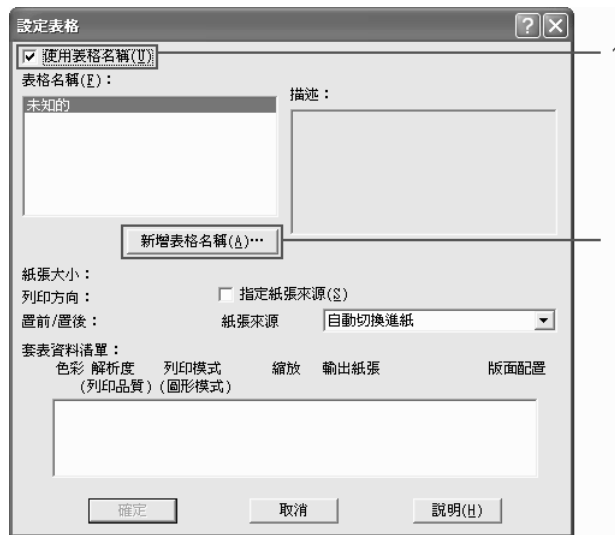 設定表格
使用表格名稱(U)
表格名稱(F)：
未知的
描述：
新增表格名稱(A)…
紙張大小：
列印方向：
指定紙張來源(S)
置前/置後：
紙張來源
自動切換進紙
套表資料清單：
色彩 解析度 列印模式 縮放 輸出紙張 版面配置
(列印品質) (圖形模式)
確定 取消 說明(H)